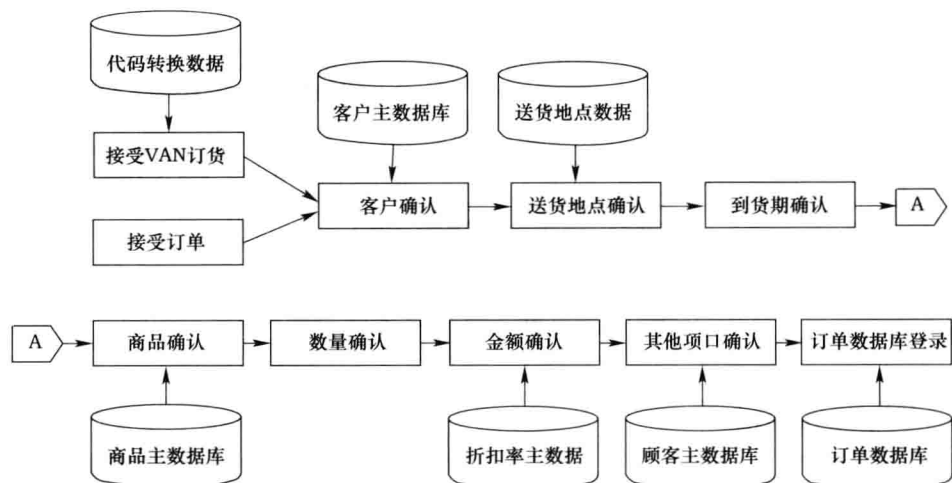 代码转换数据
客户主数据库
送货地点数据
接受VAN订货
接受订单
客户确认
送货地点确认
到货期确认
A
A
商品确认
数量确认
金额确认
其他项口确认
订单数据库登录
商品主数据库
折扣率主数据
顾客主数据库
订单数据库